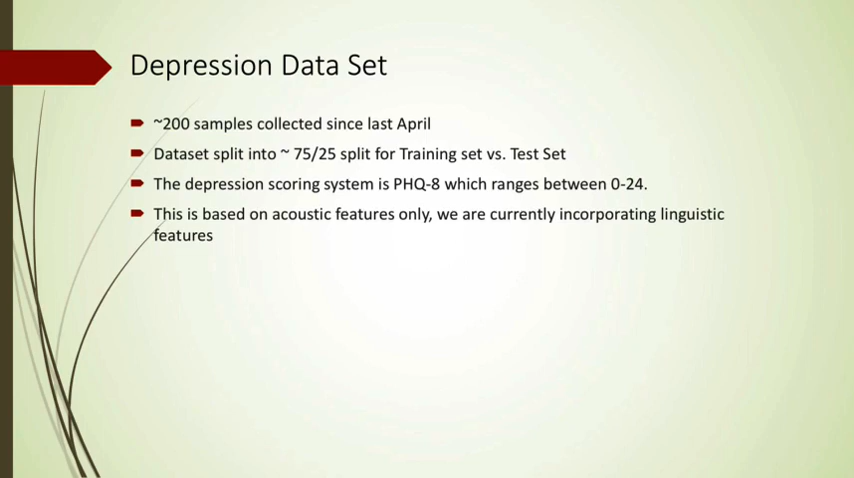 Depression Data Set
~200 samples collected since last April
Dataset split into ~ 75/25 split for Training set vs. Test Set
The depression scoring system is PHQ-8 which ranges between 0-24.
This is based on acoustic features only, we are currently incorporating linguistic
features